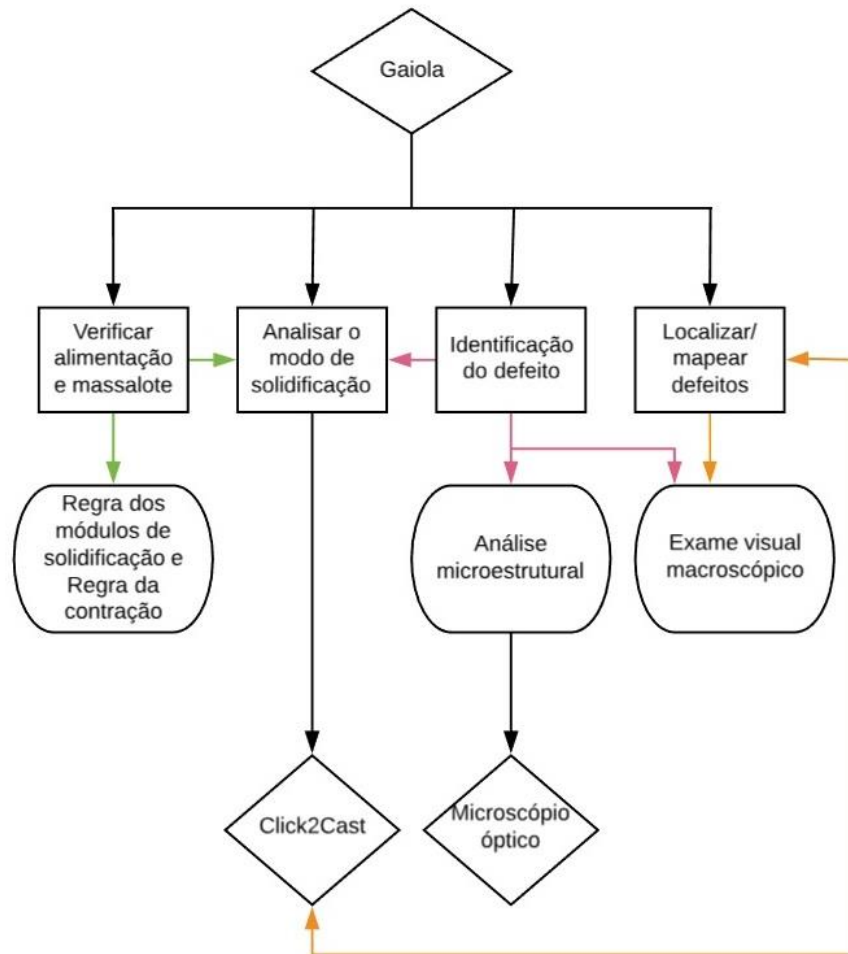 Gaiola
Verificar
alimentação
e massalote
Analisar o
modo de
solidificação
Identificação
do defeito
Localizar/
mapear
defeitos
Regra dos
módulos de
solidificação e
Regra da
contração
Análise
microestrutural
Exame visual
macroscópico
Click2Cast
Microscópio
óptico